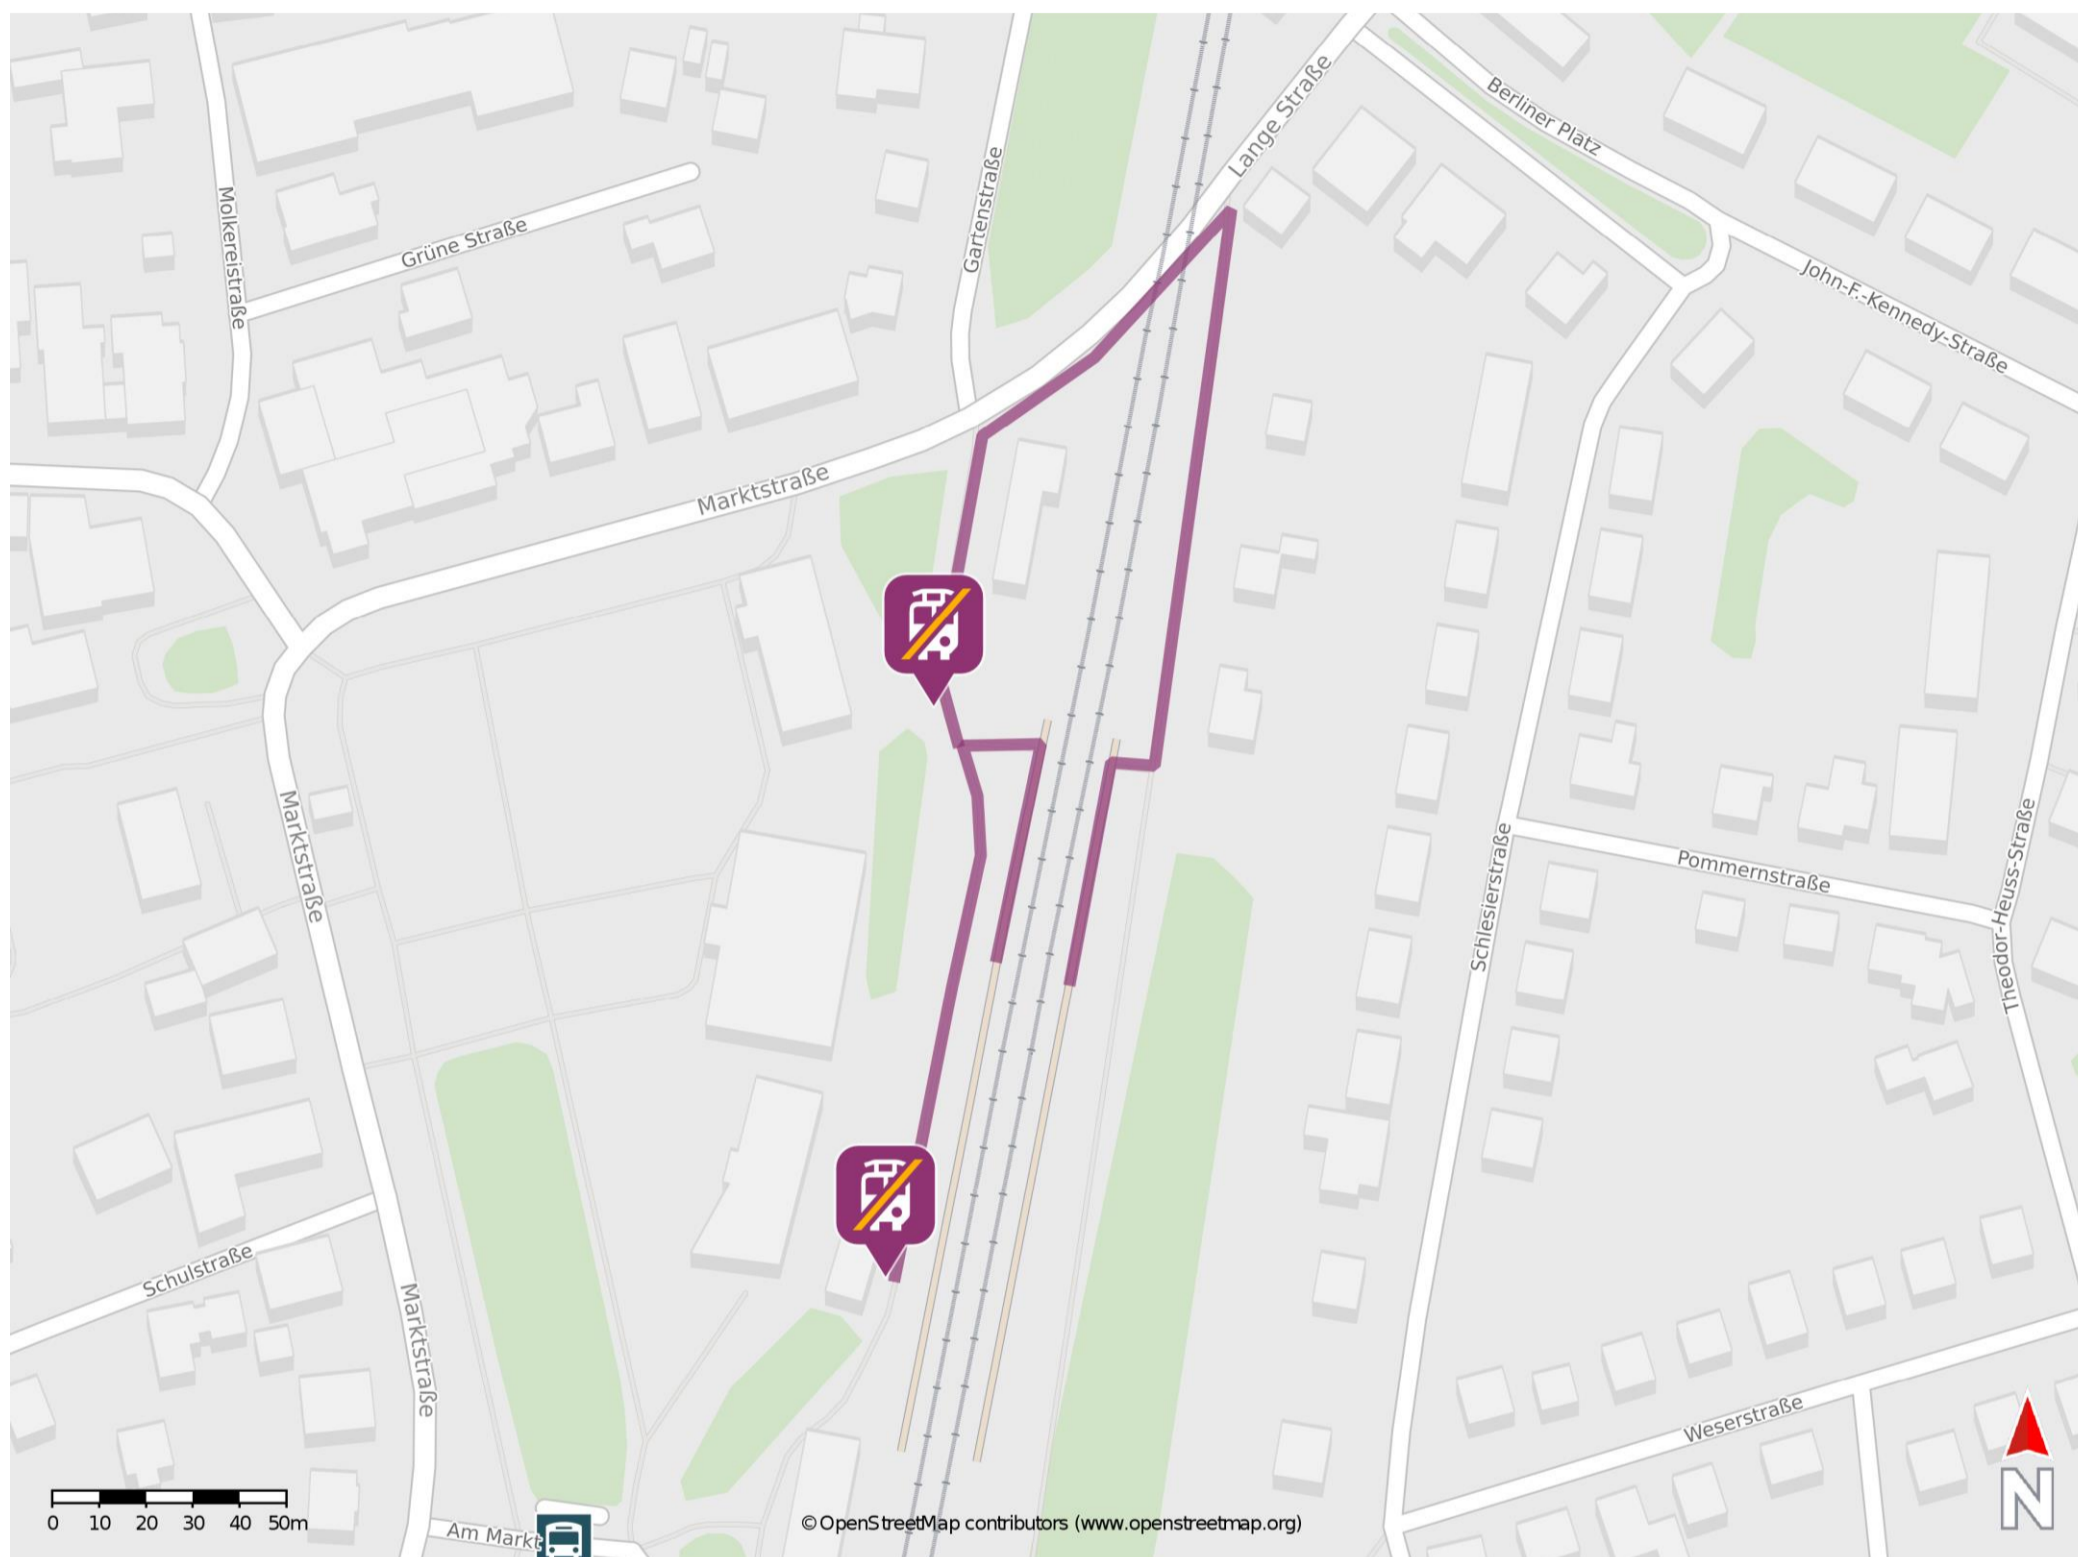 Lange Straße
Berliner Platz
Molkereistraße
Grüne Straße
Gartenstraße
John-F.-Kennedy-Straße
Marktstraße
Marktstraße
Schlesierstraße
Pommernstraße
Theodor-Heuss-Straße
Schulstraße
Marktstraße
Weserstraße
N
0 10 20 30 40 50m
Am Markt
© OpenStreetMap contributors (www.openstreetmap.org)